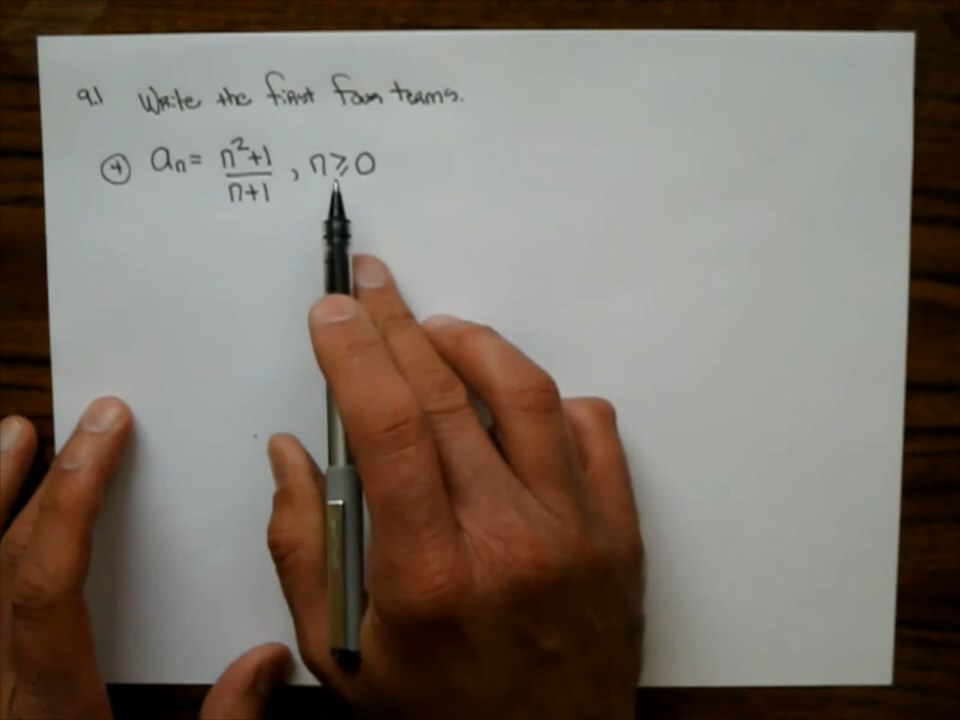 9.1 Write the first four terms.
④ aₙ = n²+1 / n+1 , n ≥ 0